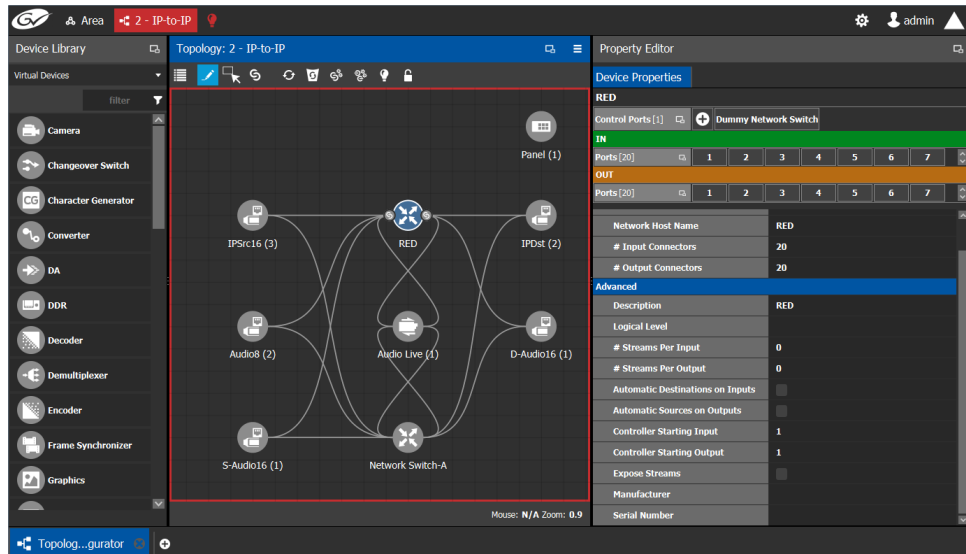 GV Area 2 - IP-to-IP admin
Device Library
Virtual Devices
filter
Camera
Changeover Switch
CG Character Generator
Converter
DA
DDR
Decoder
Demultiplexer
Encoder
Frame Synchronizer
Graphics
Topology: 2 - IP-to-IP
Panel (1)
IPSrc16 (3) RED IPDst (2)
Audio8 (2) Audio Live (1) D-Audio16 (1)
S-Audio16 (1) Network Switch-A
Mouse: N/A Zoom: 0.9
Property Editor
Device Properties
RED
Control Ports [1] Dummy Network Switch
IN
Ports [20] 1 2 3 4 5 6 7
OUT
Ports [20] 1 2 3 4 5 6 7
Network Host Name RED
# Input Connectors 20
# Output Connectors 20
Advanced
Description RED
Logical Level
# Streams Per Input 0
# Streams Per Output 0
Automatic Destinations on Inputs
Automatic Sources on Outputs
Controller Starting Input 1
Controller Starting Output 1
Expose Streams
Manufacturer
Serial Number
Topolog...gurator